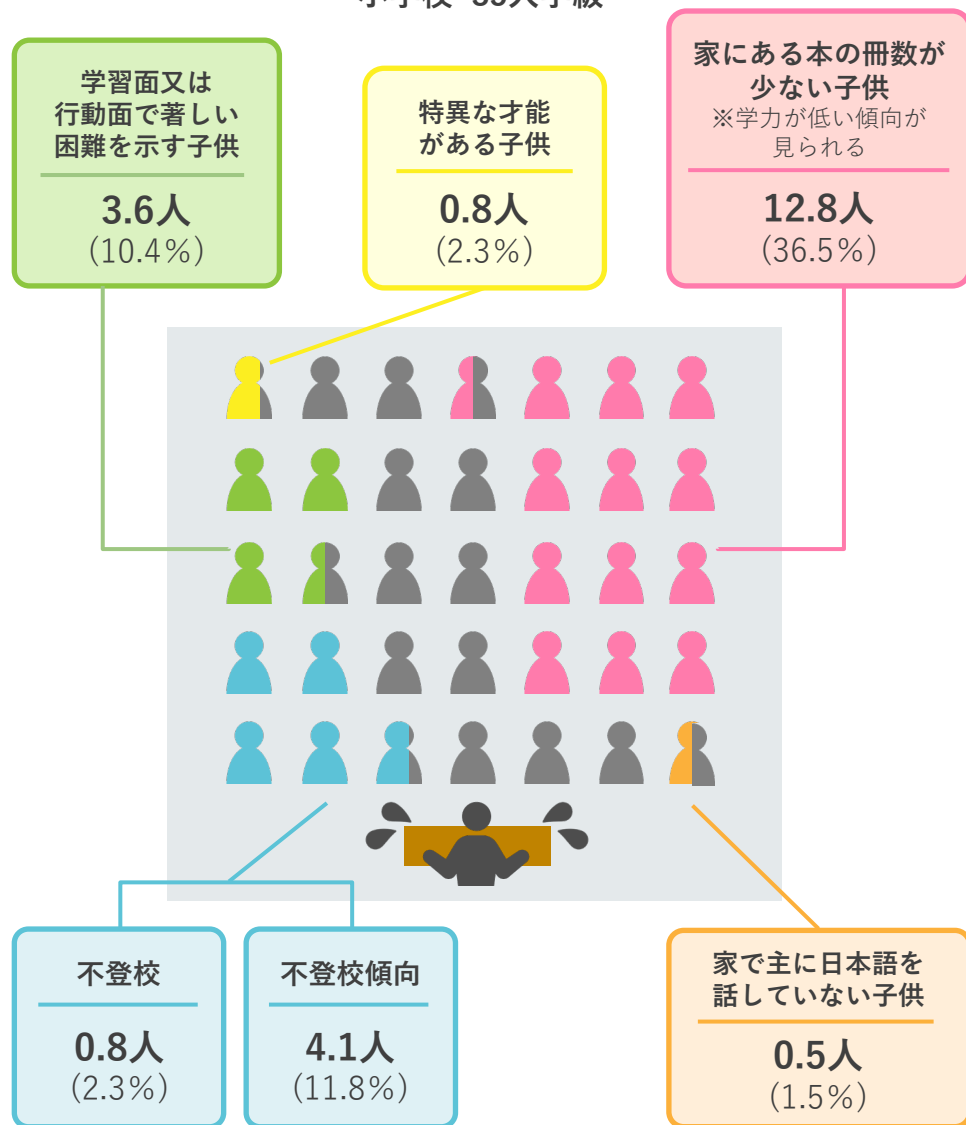 学習面又は
行動面で著しい
困難を示す子供
3.6人
(10.4%)
特異な才能
がある子供
0.8人
(2.3%)
家にある本の冊数が
少ない子供
※学力が低い傾向が
見られる
12.8人
(36.5%)
不登校
0.8人
(2.3%)
不登校傾向
4.1人
(11.8%)
家で主に日本語を
話していない子供
0.5人
(1.5%)